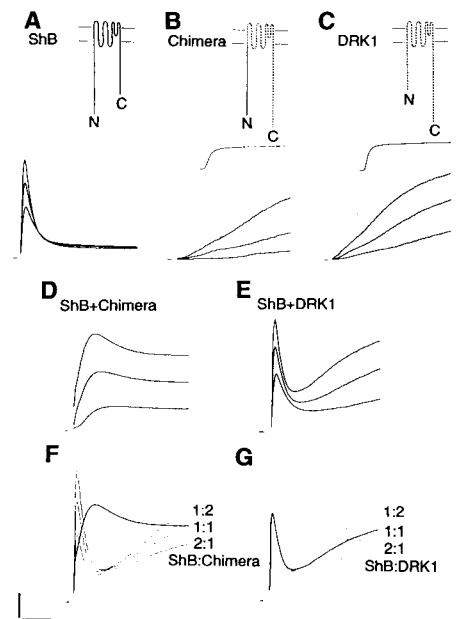 A
ShB
N
C
B
Chimera
N
C
C
DRK1
N
C
D
ShB+Chimera
E
ShB+DRK1
F
1:2
1:1
2:1
ShB:Chimera
G
1:2
1:1
2:1
ShB:DRK1